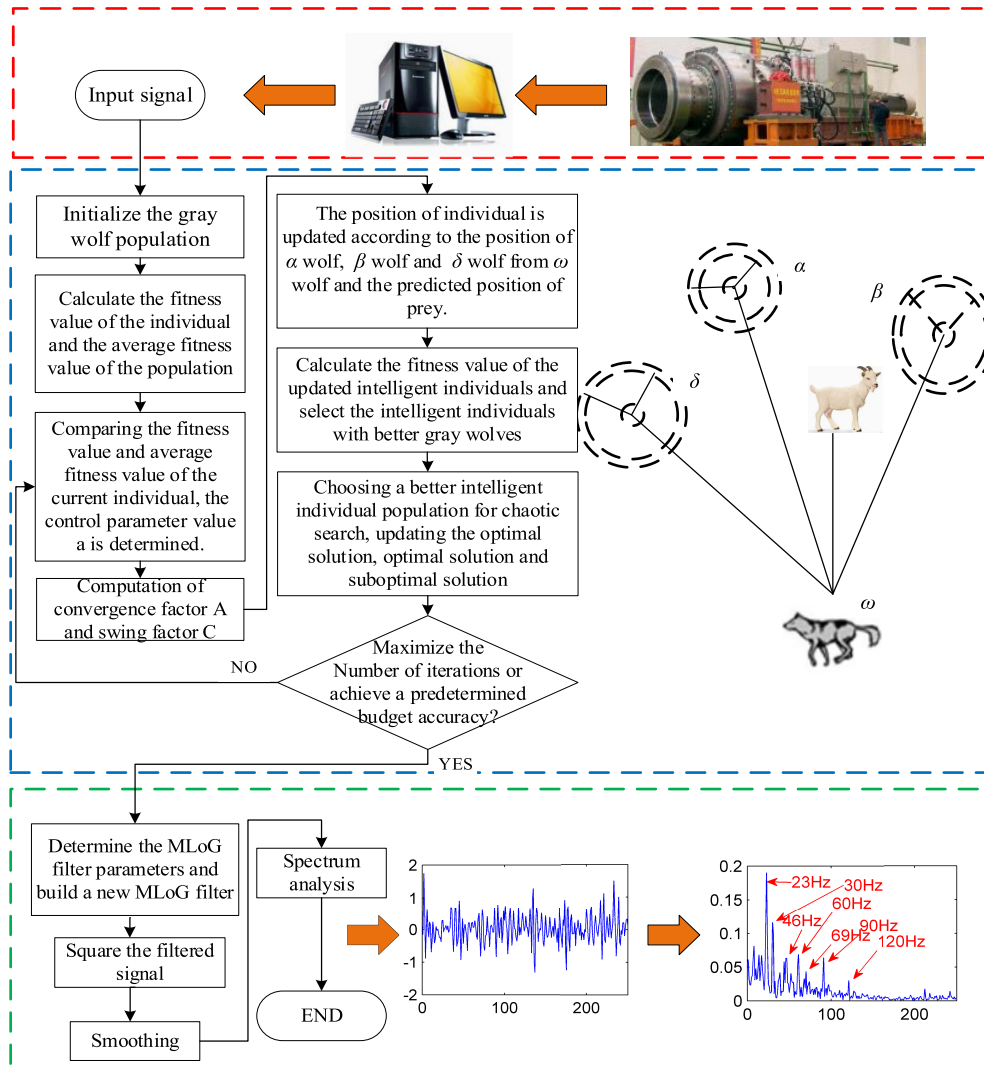 Input signal
Initialize the gray
wolf population
Calculate the fitness
value of the individual
and the average fitness
value of the population
Comparing the fitness
value and average
fitness value of the
current individual, the
control parameter value
a is determined.
Computation of
convergence factor A
and swing factor C
The position of individual is
updated according to the position of
α wolf, β wolf and δ wolf from ω
wolf and the predicted position of
prey.
Calculate the fitness value of the
updated intelligent individuals and
select the intelligent individuals
with better gray wolves
Choosing a better intelligent
individual population for chaotic
search, updating the optimal
solution, optimal solution and
suboptimal solution
Maximize the
Number of iterations or
achieve a predetermined
budget accuracy?
NO
YES
α
β
δ
ω
Determine the MLoG
filter parameters and
build a new MLoG filter
Square the filtered
signal
Smoothing
Spectrum
analysis
END
2
1
0
-1
-2
0 100 200
0.2
0.15
0.1
0.05
0
0 100 200
23Hz
30Hz
60Hz
46Hz
90Hz
69Hz
120Hz